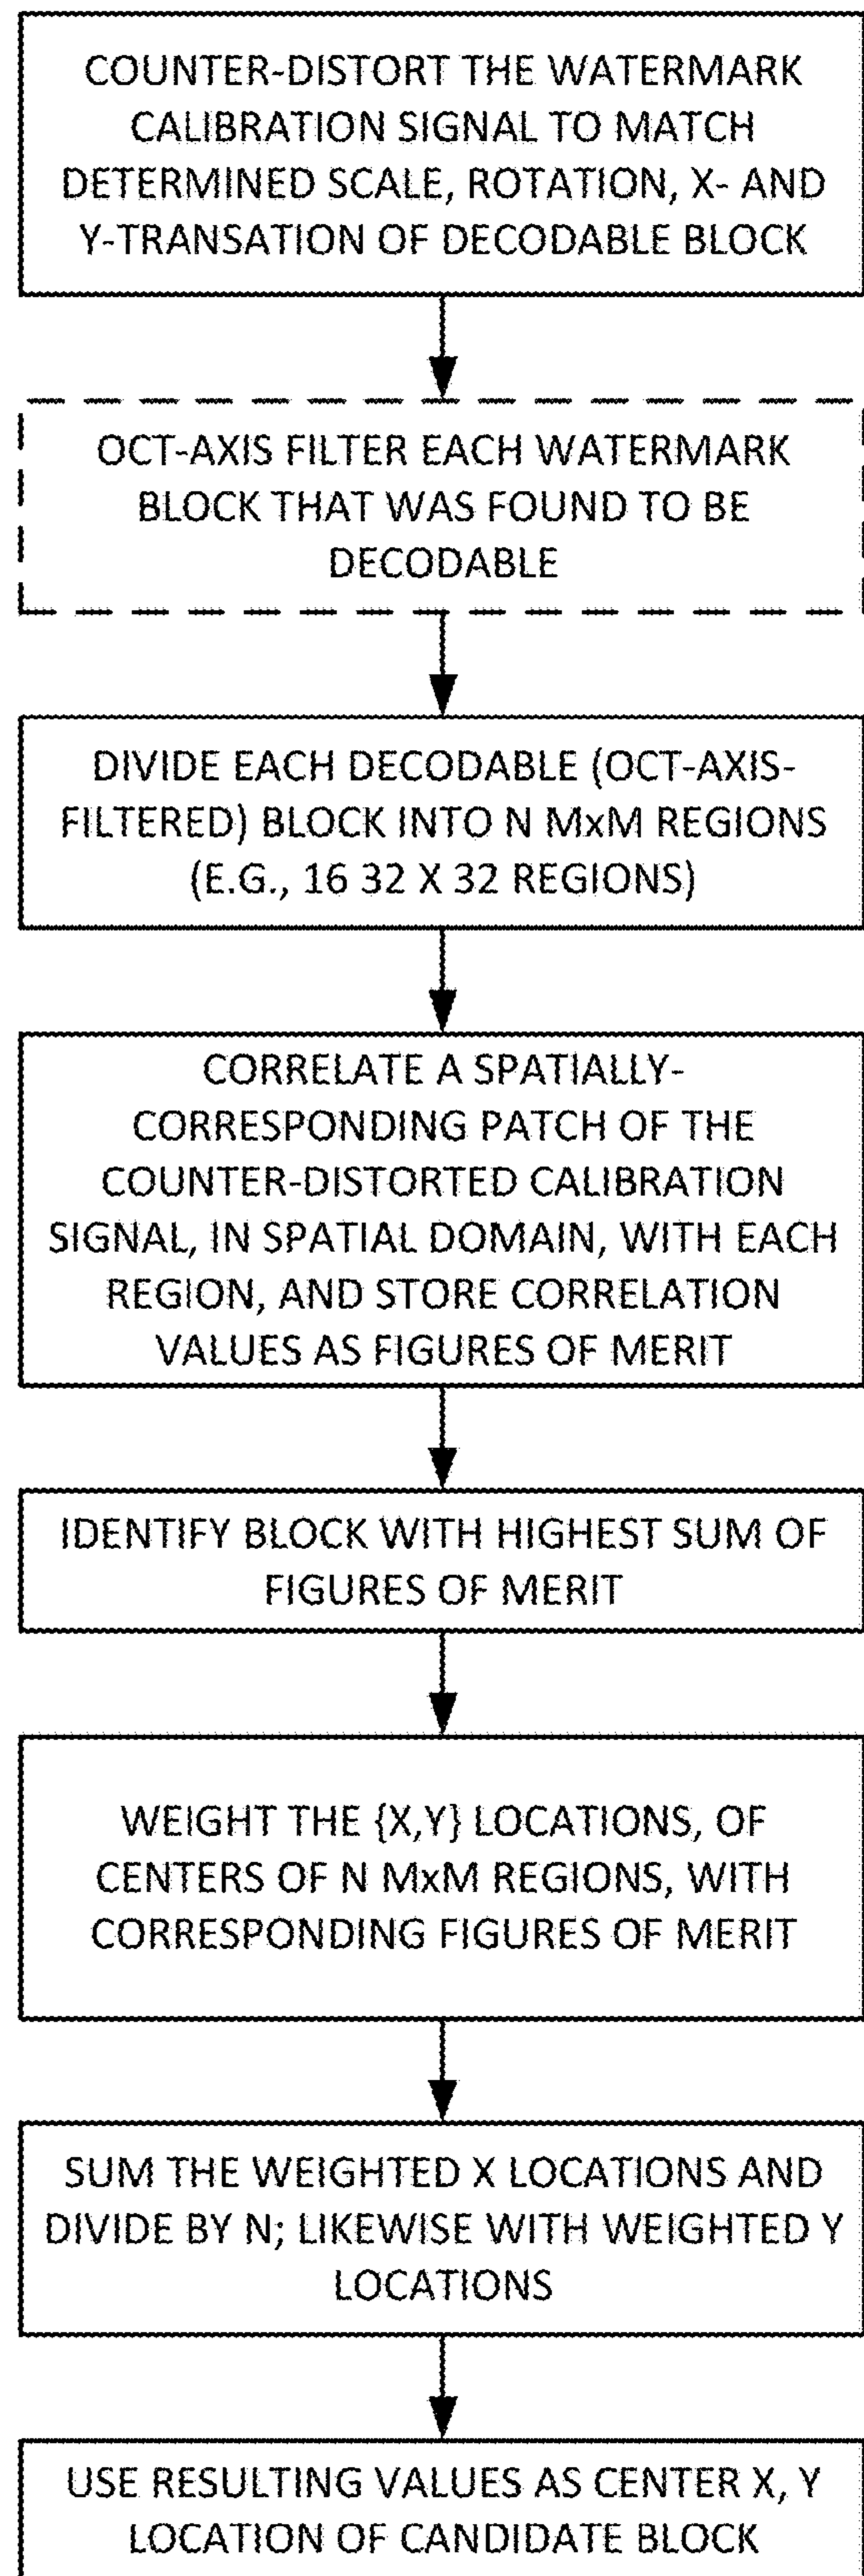 COUNTER-DISTORT THE WATERMARK
CALIBRATION SIGNAL TO MATCH
DETERMINED SCALE, ROTATION, X- AND
Y-TRANSATION OF DECODABLE BLOCK
OCT-AXIS FILTER EACH WATERMARK
BLOCK THAT WAS FOUND TO BE
DECODABLE
DIVIDE EACH DECODABLE (OCT-AXIS-
FILTERED) BLOCK INTO N MxM REGIONS
(E.G., 16 32 X 32 REGIONS)
CORRELATE A SPATIALLY-
CORRESPONDING PATCH OF THE
COUNTER-DISTORTED CALIBRATION
SIGNAL, IN SPATIAL DOMAIN, WITH EACH
REGION, AND STORE CORRELATION
VALUES AS FIGURES OF MERIT
IDENTIFY BLOCK WITH HIGHEST SUM OF
FIGURES OF MERIT
WEIGHT THE {X,Y} LOCATIONS, OF
CENTERS OF N MxM REGIONS, WITH
CORRESPONDING FIGURES OF MERIT
SUM THE WEIGHTED X LOCATIONS AND
DIVIDE BY N; LIKEWISE WITH WEIGHTED Y
LOCATIONS
USE RESULTING VALUES AS CENTER X, Y
LOCATION OF CANDIDATE BLOCK